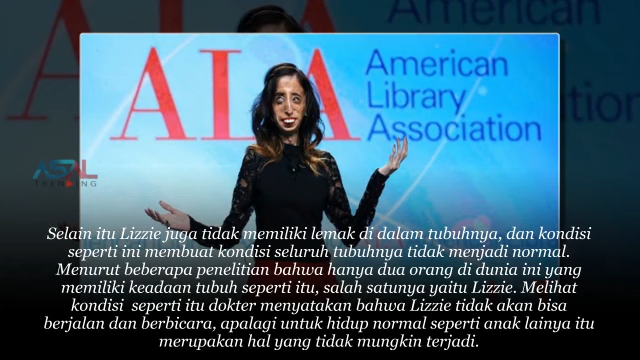 ALA
American
Library
Association
ASAL
TRENDING
Selain itu Lizzie juga tidak memiliki lemak di dalam tubuhnya, dan kondisi
seperti ini membuat kondisi seluruh tubuhnya tidak menjadi normal.
Menurut beberapa penelitian bahwa hanya dua orang di dunia ini yang
memiliki keadaan tubuh seperti itu, salah satunya yaitu Lizzie. Melihat
kondisi  seperti itu dokter menyatakan bahwa Lizzie tidak akan bisa
berjalan dan berbicara, apalagi untuk hidup normal seperti anak lainya itu
merupakan hal yang tidak mungkin terjadi.